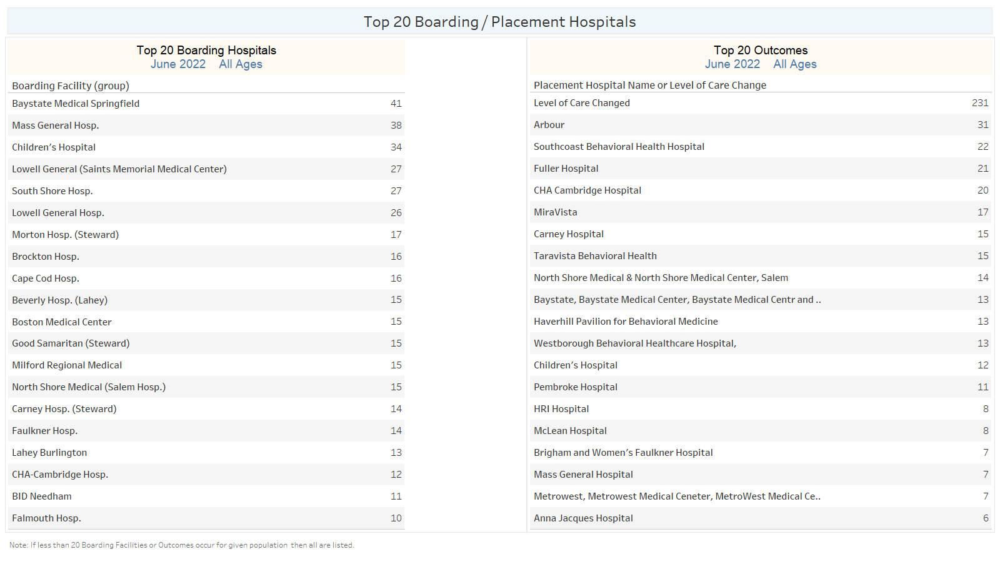 Top 20 Boarding / Placement Hospitals
Top 20 Boarding Hospitals
June 2022 All Ages
Boarding Facility (group)
Baystate Medical Springfield 41
Mass General Hosp. 38
Children's Hospital 34
Lowell General (Saints Memorial Medical Center) 27
South Shore Hosp. 27
Lowell General Hosp. 26
Morton Hosp. (Steward) 17
Brockton Hosp. 16
Cape Cod Hosp. 16
Beverly Hosp. (Lahey) 15
Boston Medical Center 15
Good Samaritan (Steward) 15
Milford Regional Medical 15
North Shore Medical (Salem Hosp.) 15
Carney Hosp. (Steward) 14
Faulkner Hosp. 14
Lahey Burlington 13
CHA-Cambridge Hosp. 12
BID Needham 11
Falmouth Hosp. 10
Top 20 Outcomes
June 2022 All Ages
Placement Hospital Name or Level of Care Change
Level of Care Changed 231
Arbour 31
Southcoast Behavioral Health Hospital 22
Fuller Hospital 21
CHA Cambridge Hospital 20
MiraVista 17
Carney Hospital 15
Taravista Behavioral Health 15
North Shore Medical & North Shore Medical Center, Salem 14
Baystate, Baystate Medical Center, Baystate Medical Centr and .. 13
Haverhill Pavilion for Behavioral Medicine 13
Westborough Behavioral Healthcare Hospital, 13
Children's Hospital 12
Pembroke Hospital 11
HRI Hospital 8
McLean Hospital 8
Brigham and Women's Faulkner Hospital 7
Mass General Hospital 7
Metrowest, Metrowest Medical Ceneter, MetroWest Medical Ce.. 7
Anna Jacques Hospital 6
Note: If less than 20 Boarding Facilities or Outcomes occur for given population then all are listed.